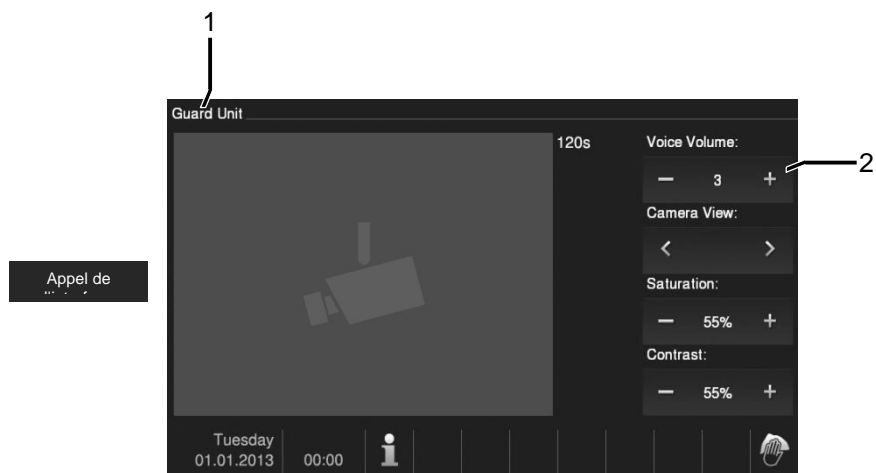 1
Guard Unit
120s
Voice Volume:
− 3 +
2
Camera View:
< >
Saturation:
− 55% +
Contrast:
− 55% +
Appel de
Tuesday
01.01.2013
00:00
i